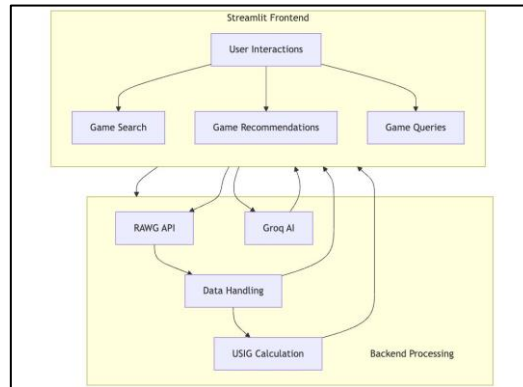 Streamlit Frontend
User Interactions
Game Search
Game Recommendations
Game Queries
RAWG API
Groq AI
Data Handling
USIG Calculation
Backend Processing